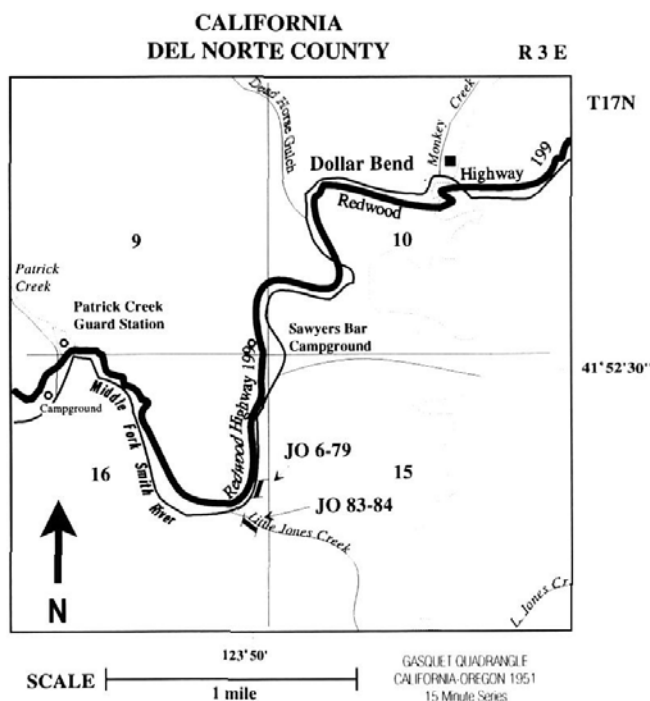 CALIFORNIA
DEL NORTE COUNTY
R 3 E
T17N
Dead Horse Gulch
Monkey Creek
Dollar Bend
Highway 199
Redwood
9
10
Patrick
Creek
Patrick Creek
Guard Station
Sawyers Bar
Campground
41°52'30"
Campground
Middle Fork Smith River
Redwood Highway 199
JO 6-79
16
15
JO 83-84
Little Jones Creek
N
L. Jones Cr.
123°50'
SCALE
1 mile
GASQUET QUADRANGLE
CALIFORNIA-OREGON 1951
15 Minute Series